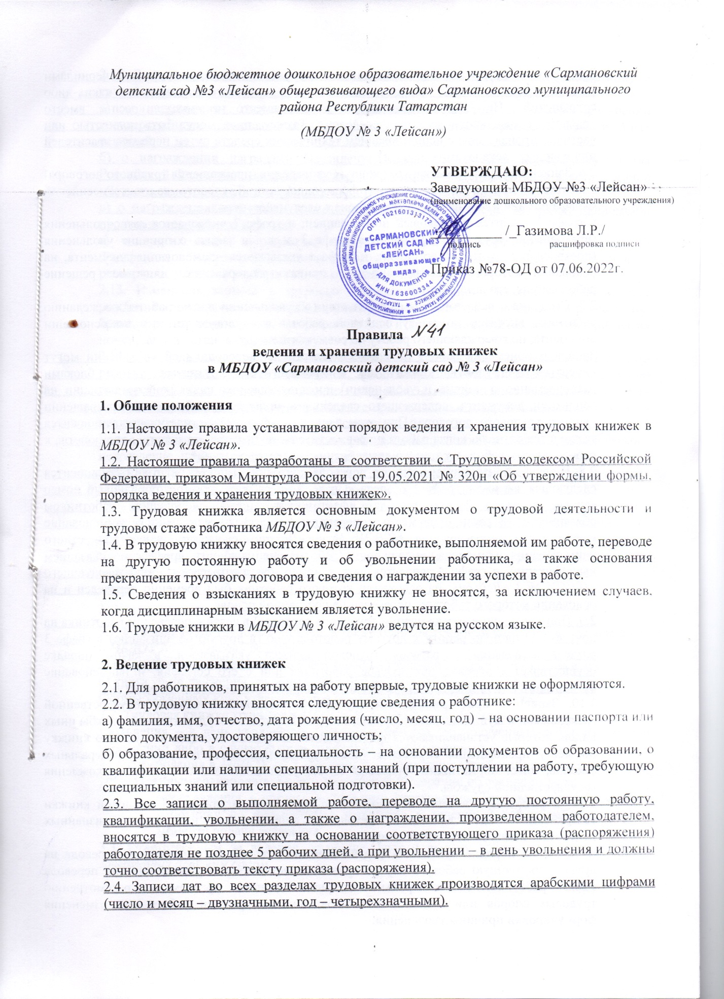 Муниципальное бюджетное дошкольное образовательное учреждение «Сармановский
детский сад №3 «Лейсан» общеразвивающего вида» Сармановского муниципального
района Республики Татарстан
(МБДОУ № 3 «Лейсан»)
УТВЕРЖДАЮ:
Заведующий МБДОУ №3 «Лейсан»
(наименование дошкольного образовательного учреждения)
__________ /_Газимова Л.Р./
подпись расшифровка подписи
Приказ №78-ОД от 07.06.2022г.
ОГРН 1021601313172
«САРМАНОВСКИЙ
ДЕТСКИЙ САД №3
«ЛЕЙСАН»
общеразвивающего
вида»
ДЛЯ ДОКУМЕНТОВ
ИНН 1636003344
Правила №41
ведения и хранения трудовых книжек
в МБДОУ «Сармановский детский сад № 3 «Лейсан»
1. Общие положения
1.1. Настоящие правила устанавливают порядок ведения и хранения трудовых книжек в
МБДОУ № 3 «Лейсан».
1.2. Настоящие правила разработаны в соответствии с Трудовым кодексом Российской
Федерации, приказом Минтруда России от 19.05.2021 № 320н «Об утверждении формы,
порядка ведения и хранения трудовых книжек».
1.3. Трудовая книжка является основным документом о трудовой деятельности и
трудовом стаже работника МБДОУ № 3 «Лейсан».
1.4. В трудовую книжку вносятся сведения о работнике, выполняемой им работе, переводе
на другую постоянную работу и об увольнении работника, а также основания
прекращения трудового договора и сведения о награждении за успехи в работе.
1.5. Сведения о взысканиях в трудовую книжку не вносятся, за исключением случаев,
когда дисциплинарным взысканием является увольнение.
1.6. Трудовые книжки в МБДОУ № 3 «Лейсан» ведутся на русском языке.
2. Ведение трудовых книжек
2.1. Для работников, принятых на работу впервые, трудовые книжки не оформляются.
2.2. В трудовую книжку вносятся следующие сведения о работнике:
а) фамилия, имя, отчество, дата рождения (число, месяц, год) – на основании паспорта или
иного документа, удостоверяющего личность;
б) образование, профессия, специальность – на основании документов об образовании, о
квалификации или наличии специальных знаний (при поступлении на работу, требующую
специальных знаний или специальной подготовки).
2.3. Все записи о выполняемой работе, переводе на другую постоянную работу,
квалификации, увольнении, а также о награждении, произведенном работодателем,
вносятся в трудовую книжку на основании соответствующего приказа (распоряжения)
работодателя не позднее 5 рабочих дней, а при увольнении – в день увольнения и должны
точно соответствовать тексту приказа (распоряжения).
2.4. Записи дат во всех разделах трудовых книжек производятся арабскими цифрами
(число и месяц – двузначными, год – четырехзначными).